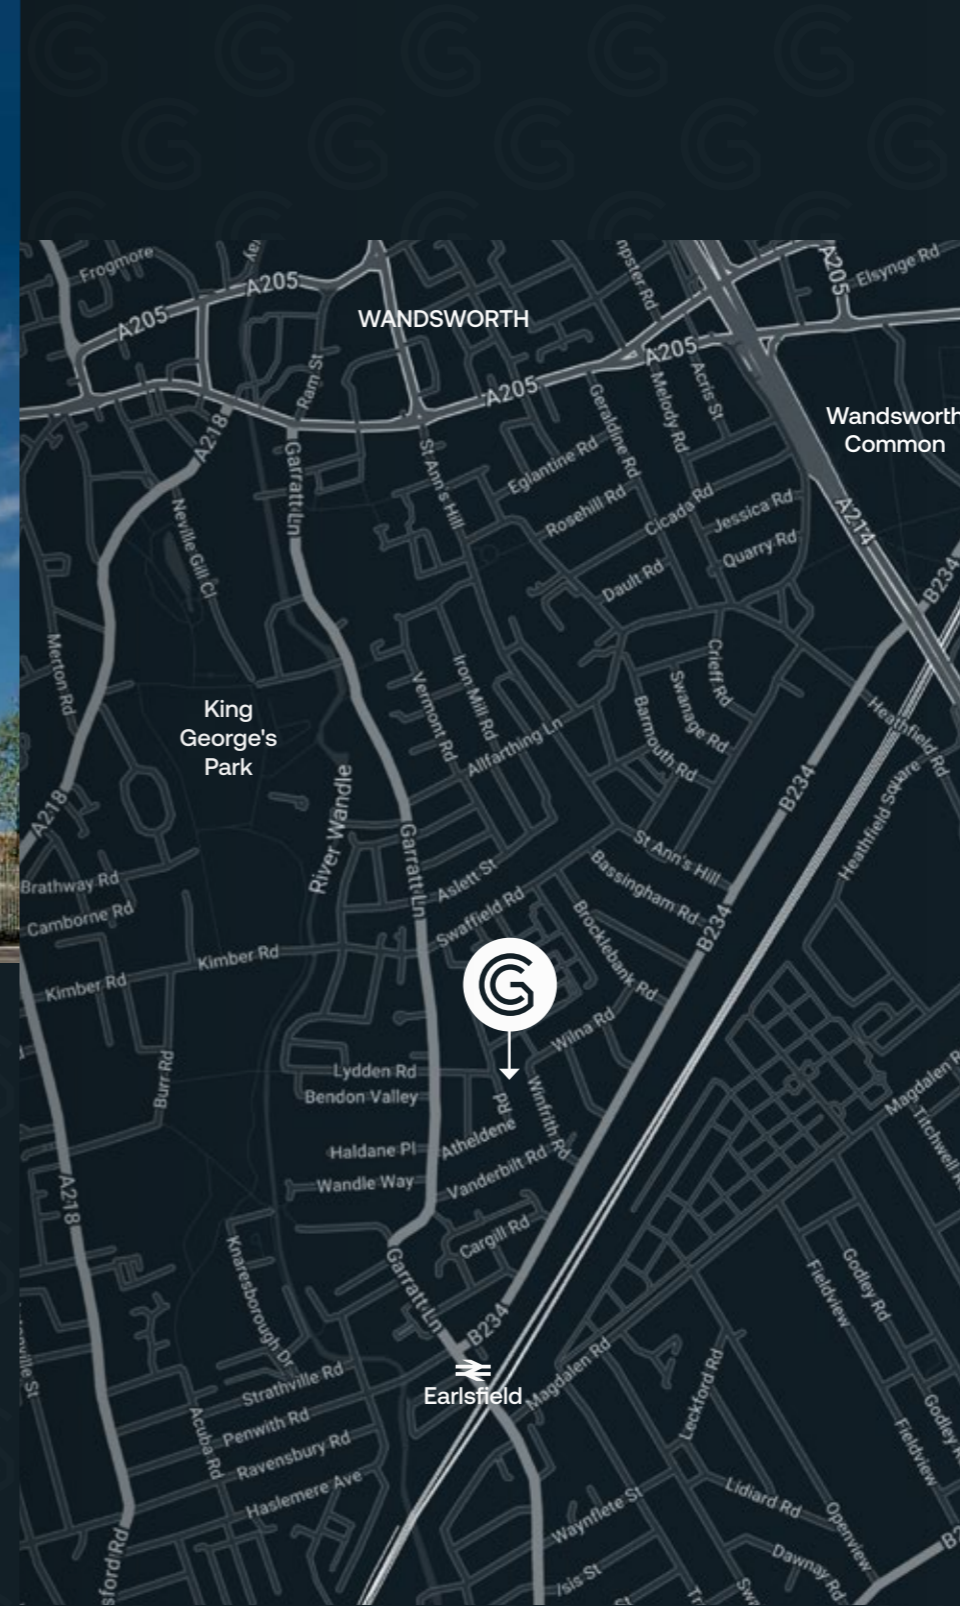 Frogmore
A205
A205
WANDSWORTH
A205
Elsynge Rd
A205
A205
Ram St
Acris St
Melody Rd
Geraldine Rd
Wandsworth
Common
A218
Garratt Ln
St Ann's Hill
Eglantine Rd
Rosehill Rd
Cicada Rd
Jessica Rd
Quarry Rd
A214
Neville Gill Cl
Dault Rd
B234
Merton Rd
Vermont Rd
Iron Mill Rd
Crieff Rd
Swanage Rd
Barmouth Rd
Allfarthing Ln
Heathfield Rd
King
George's
Park
A218
River Wandle
B234
Heathfield Square
Garratt Ln
St Ann's Hill
Bassingham Rd
Brathway Rd
Aslett St
Camborne Rd
Swaffield Rd
B234
Brocklebank Rd
Kimber Rd
Kimber Rd
G
Wilna Rd
Burr Rd
Lydden Rd
Bendon Valley
Winfrith Rd
Magdalen R
Titchwell R
Haldane Pl
Atheldene
Rd
Wandle Way
Vanderbilt Rd
A218
Cargill Rd
Knaresborough Dr
Garratt Ln
Fieldview
Godley Rd
B234
Earlsfield
Magdalen Rd
Leckford Rd
Strathville Rd
Acuba Rd
Penwith Rd
Ravensbury Rd
Haslemere Ave
Godley R
Fieldview
Waynflete St
Lidiard Rd
Openview
sford Rd
Isis St
Dawnay Rd